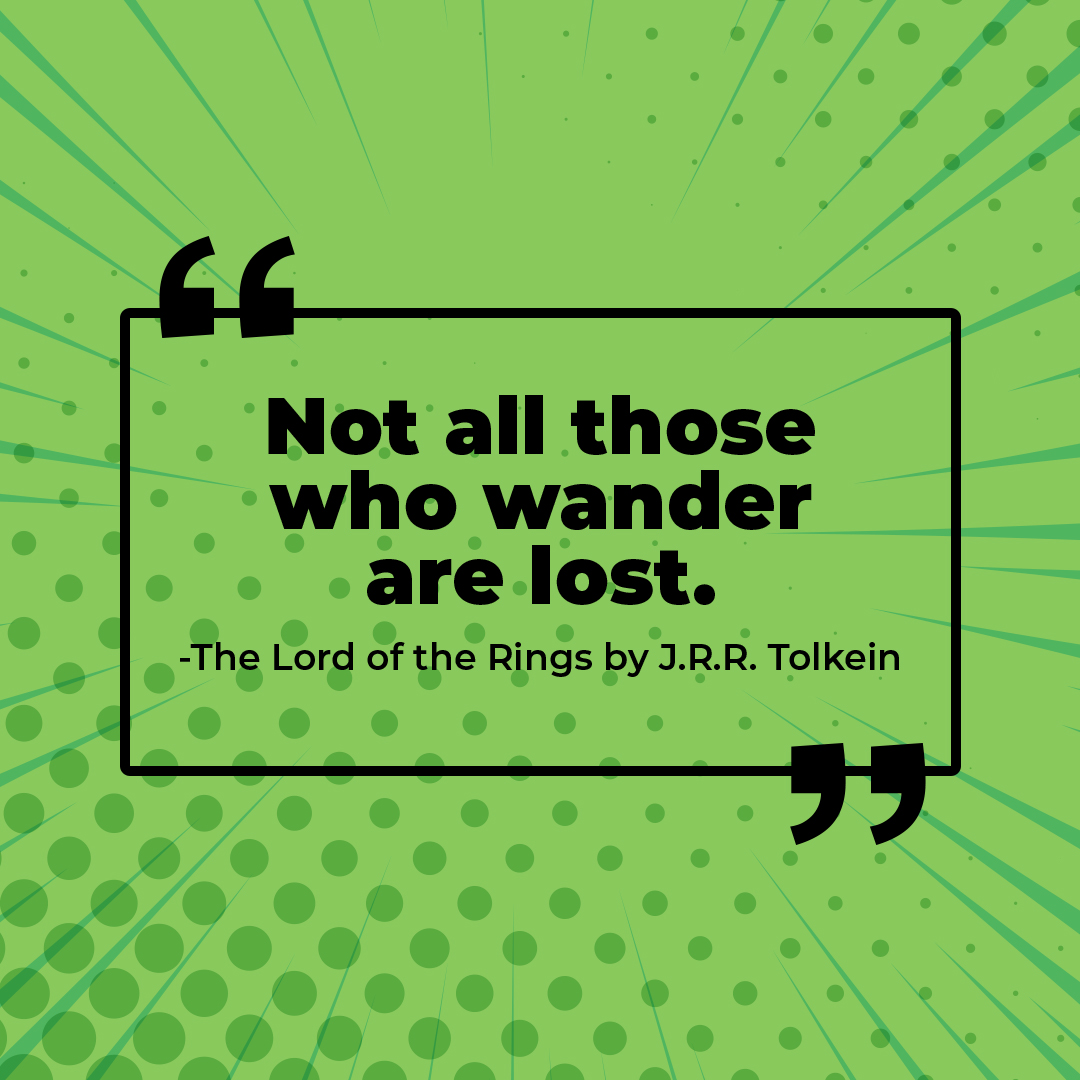 “
Not all those
who wander
are lost.
-The Lord of the Rings by J.R.R. Tolkein
”